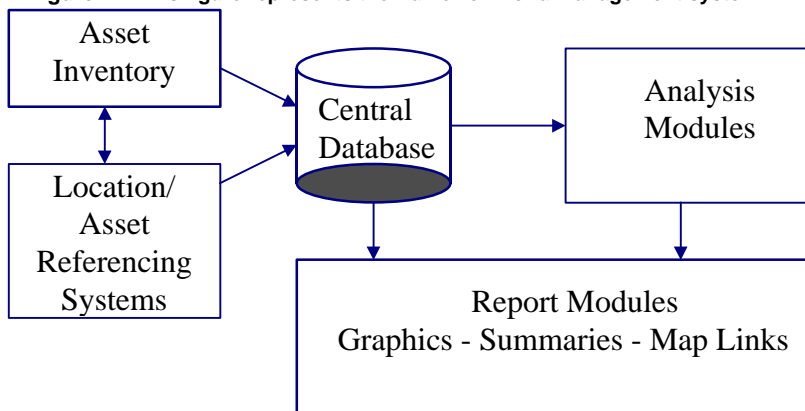 Asset
Inventory
Central
Database
Analysis
Modules
Location/
Asset
Referencing
Systems
Report Modules
Graphics - Summaries - Map Links